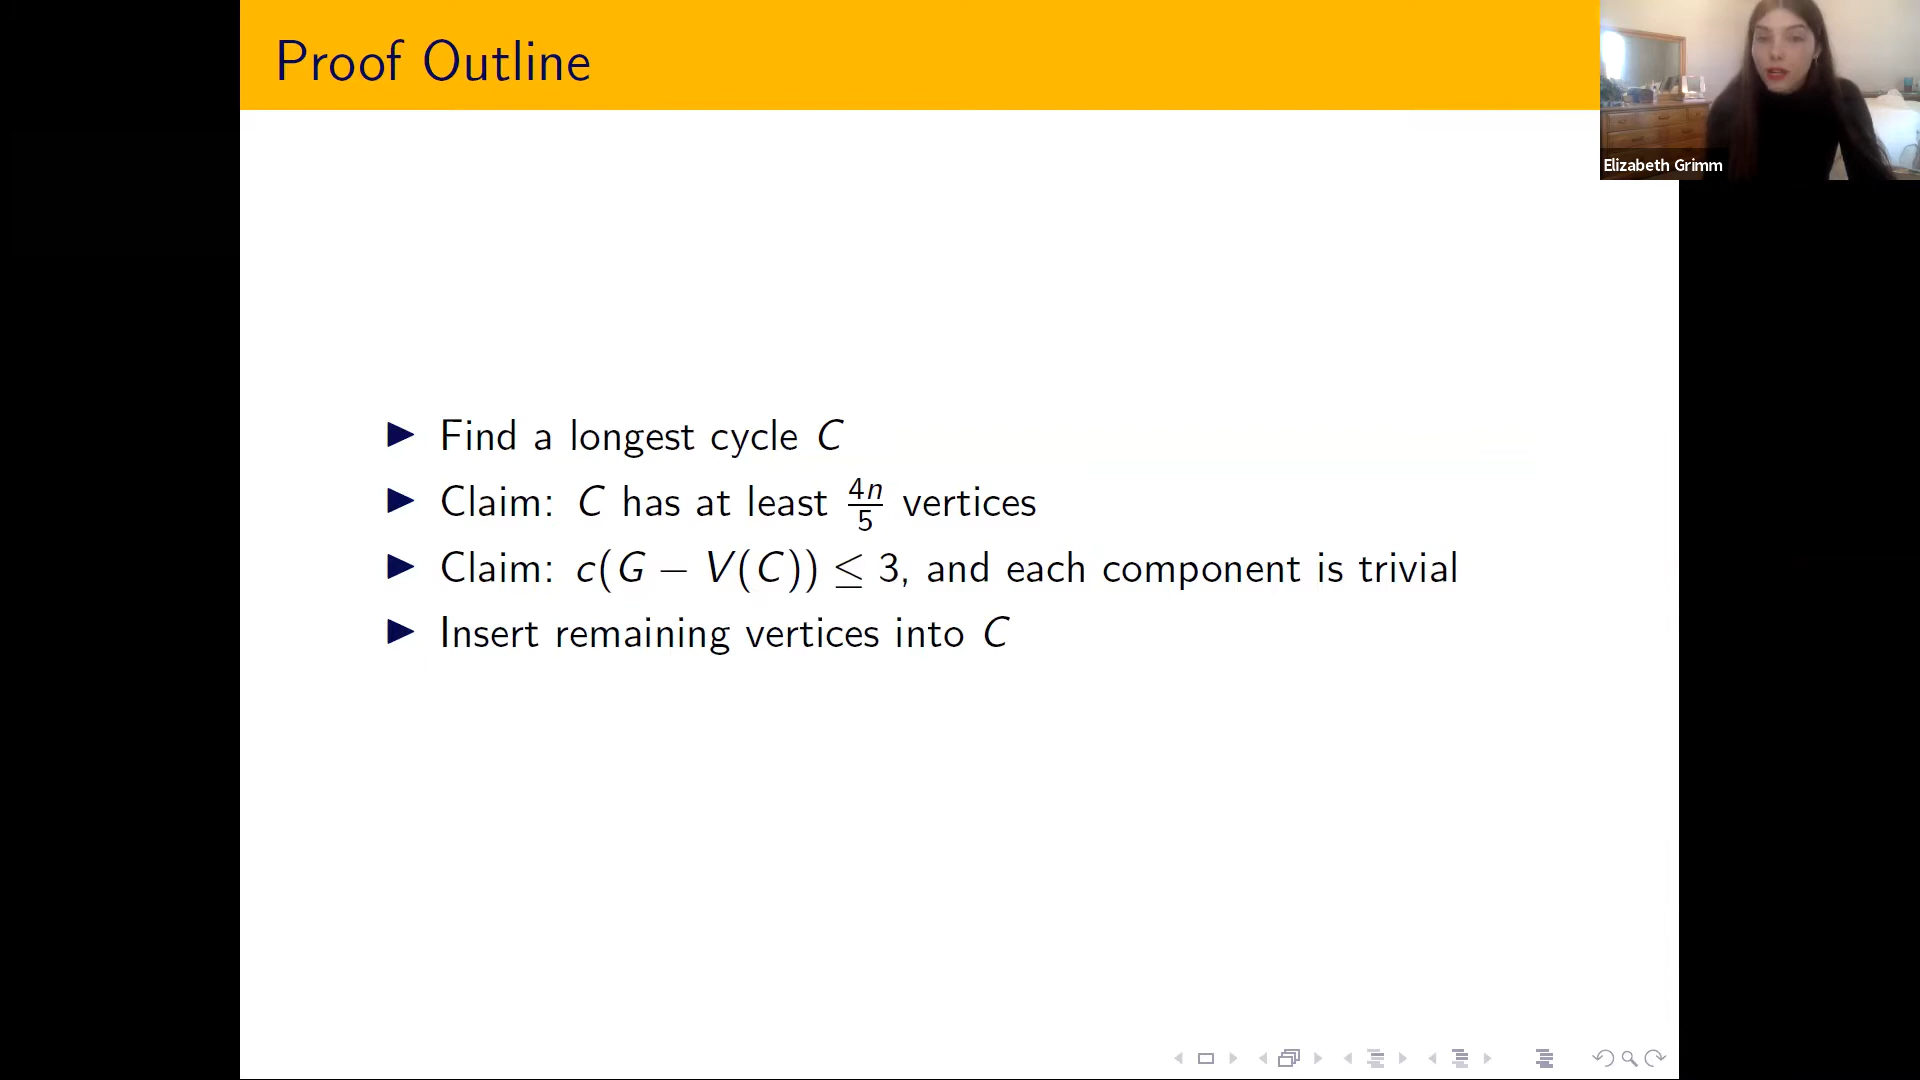 Proof Outline
Elizabeth Grimm
▶ Find a longest cycle C
▶ Claim: C has at least 4n/5 vertices
▶ Claim: c(G − V(C)) ≤ 3, and each component is trivial
▶ Insert remaining vertices into C